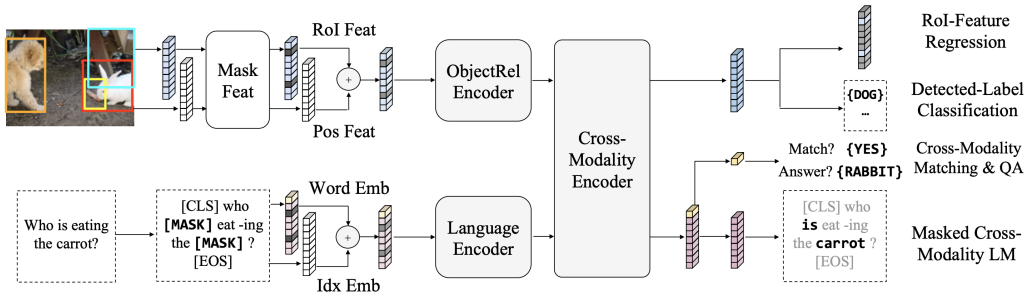 RoI Feat
Mask
Feat
Pos Feat
ObjectRel
Encoder
Cross-
Modality
Encoder
RoI-Feature
Regression
{DOG}
...
Detected-Label
Classification
Match? {YES}
Answer? {RABBIT}
Cross-Modality
Matching & QA
Who is eating
the carrot?
[CLS] who
[MASK] eat -ing
the [MASK] ?
[EOS]
Word Emb
Idx Emb
Language
Encoder
[CLS] who
is eat -ing
the carrot ?
[EOS]
Masked Cross-
Modality LM